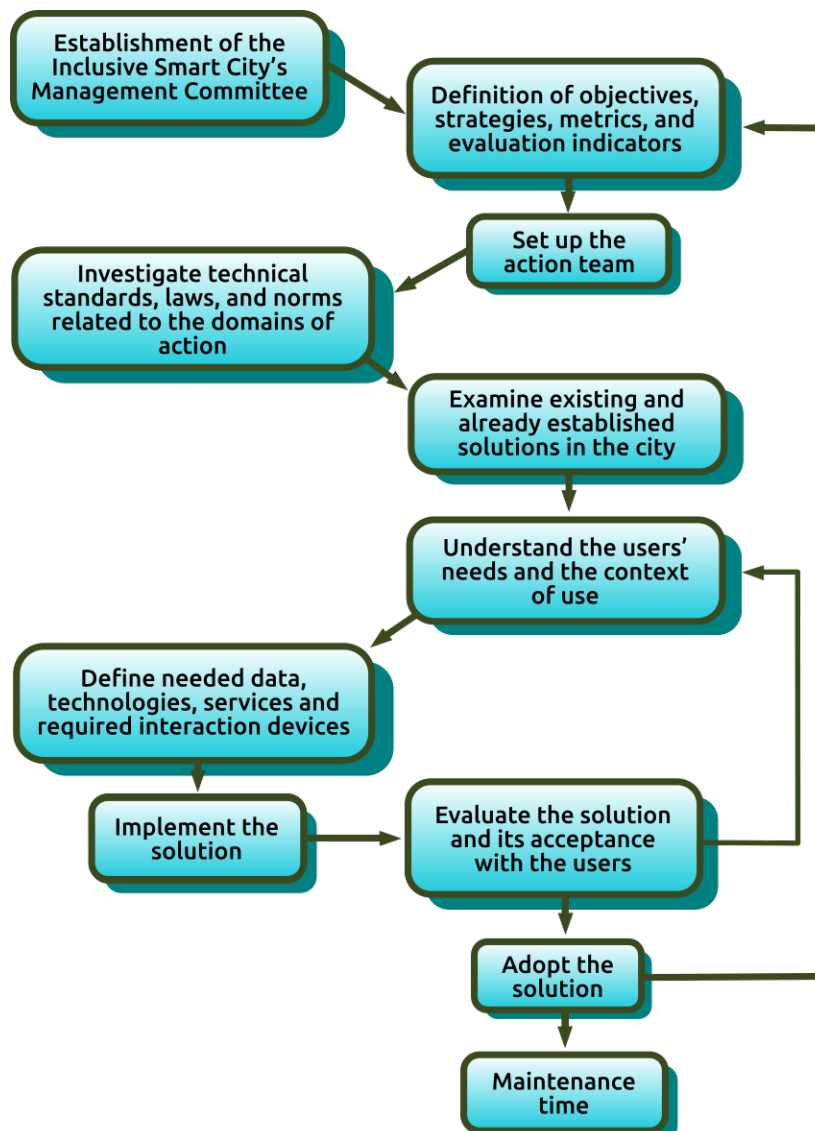 Establishment of the
Inclusive Smart City's
Management Committee
Definition of objectives,
strategies, metrics, and
evaluation indicators
Set up the
action team
Investigate technical
standards, laws, and norms
related to the domains of
action
Examine existing and
already established
solutions in the city
Understand the users'
needs and the context
of use
Define needed data,
technologies, services and
required interaction devices
Implement the
solution
Evaluate the solution
and its acceptance
with the users
Adopt the
solution
Maintenance
time